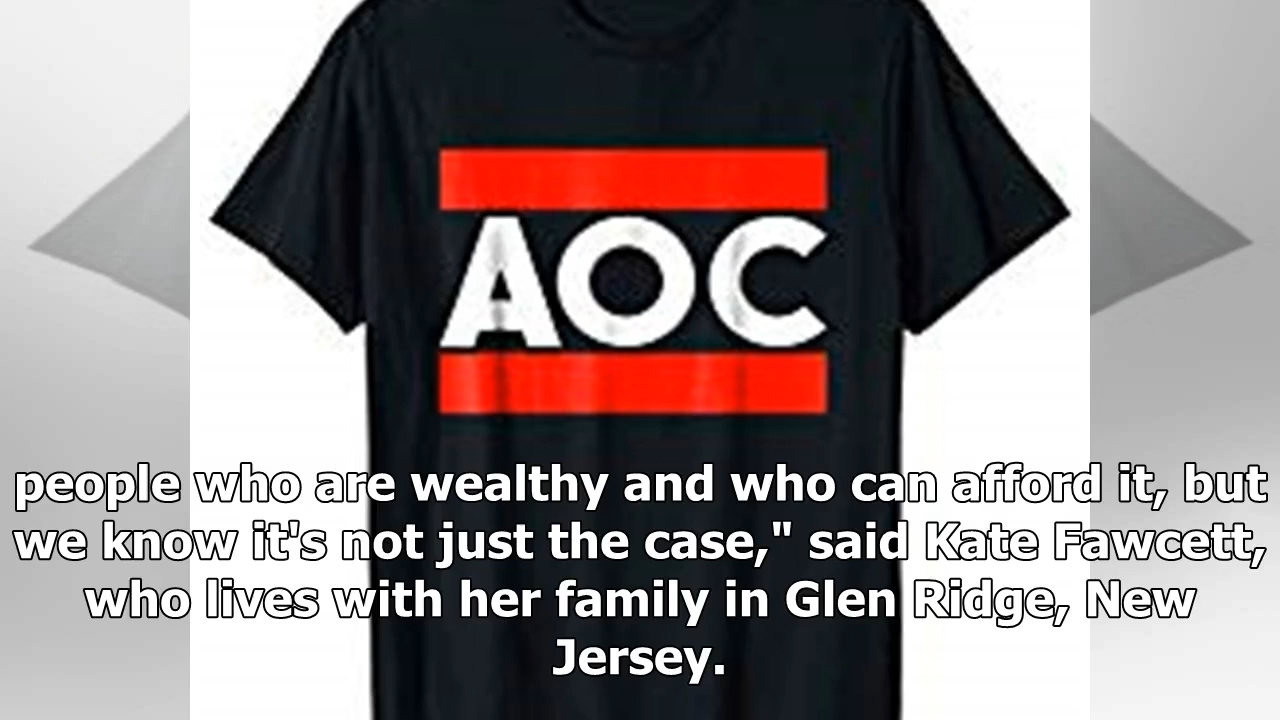 AOC
people who are wealthy and who can afford it, but
we know it's not just the case," said Kate Fawcett,
who lives with her family in Glen Ridge, New
Jersey.